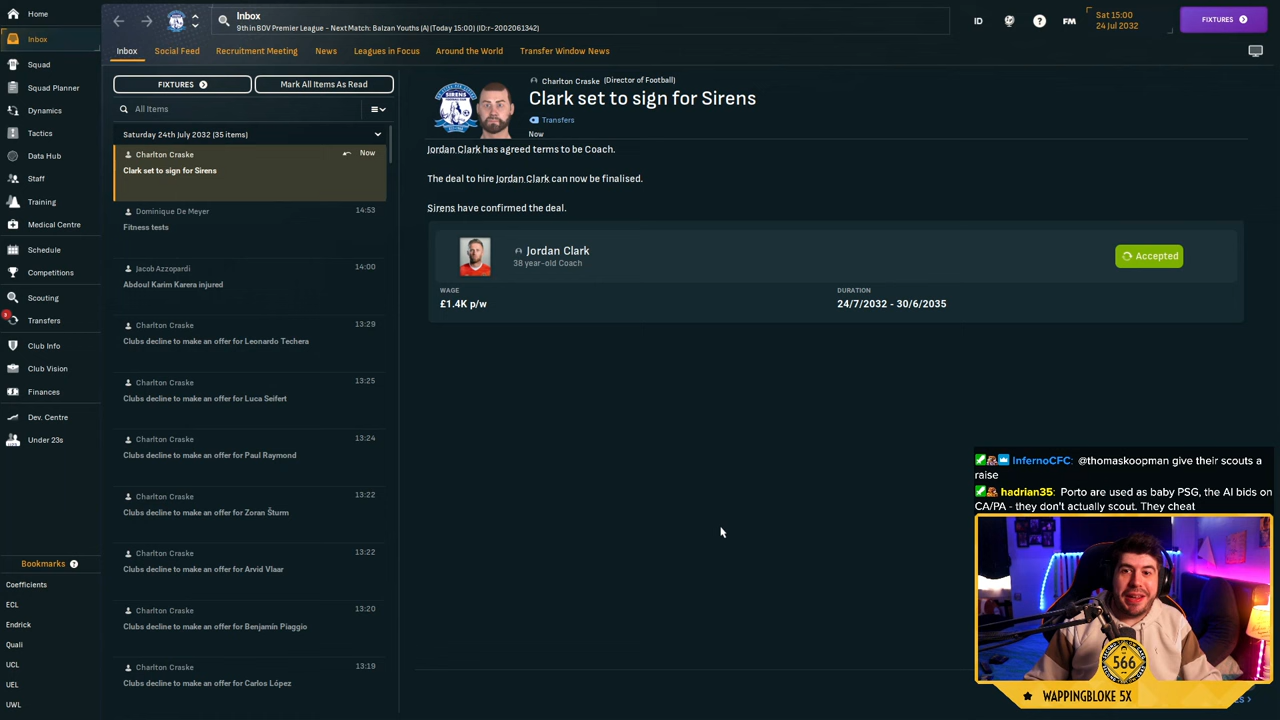 Home
Inbox
Squad
Squad Planner
Dynamics
Tactics
Data Hub
Staff
Training
Medical Centre
Schedule
Competitions
Scouting
3
Transfers
Club Info
Club Vision
Finances
Dev. Centre
Under 23s
Bookmarks ?
Coefficients
ECL
Endrick
Quali
UCL
UEL
UWL
Inbox
9th in BOV Premier League - Next Match: Balzan Youths (A) (Today 15:00) (ID:r-2002061342)
ID
?
FM
Sat 15:00
24 Jul 2032
FIXTURES
Inbox
Social Feed
Recruitment Meeting
News
Leagues in Focus
Around the World
Transfer Window News
FIXTURES
Mark All Items As Read
All Items
Saturday 24th July 2032 (35 items)
Charlton Craske
Now
Clark set to sign for Sirens
Dominique De Meyer
14:53
Fitness tests
Jacob Azzopardi
14:00
Abdoul Karim Karera injured
Charlton Craske
13:29
Clubs decline to make an offer for Leonardo Techera
Charlton Craske
13:25
Clubs decline to make an offer for Luca Seifert
Charlton Craske
13:24
Clubs decline to make an offer for Paul Raymond
Charlton Craske
13:22
Clubs decline to make an offer for Zoran Šturm
Charlton Craske
13:22
Clubs decline to make an offer for Arvid Vlaar
Charlton Craske
13:20
Clubs decline to make an offer for Benjamín Piaggio
Charlton Craske
13:19
Clubs decline to make an offer for Carlos López
SIRENS
Charlton Craske (Director of Football)
Clark set to sign for Sirens
Transfers
Now
Jordan Clark has agreed terms to be Coach.
The deal to hire Jordan Clark can now be finalised.
Sirens have confirmed the deal.
Jordan Clark
38 year-old Coach
Accepted
WAGE
£1.4K p/w
DURATION
24/7/2032 - 30/6/2035
InfernoCFC: @thomaskoopman give their scouts a
raise
hadrian35: Porto are used as baby PSG, the AI bids on
CA/PA - they don't actually scout. They cheat
566
WAPPINGBLOKE 5X